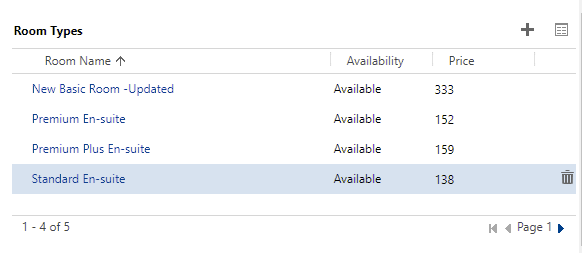 Room Types
Room Name Availability Price
New Basic Room -Updated Available 333
Premium En-suite Available 152
Premium Plus En-suite Available 159
Standard En-suite Available 138
1 - 4 of 5 Page 1